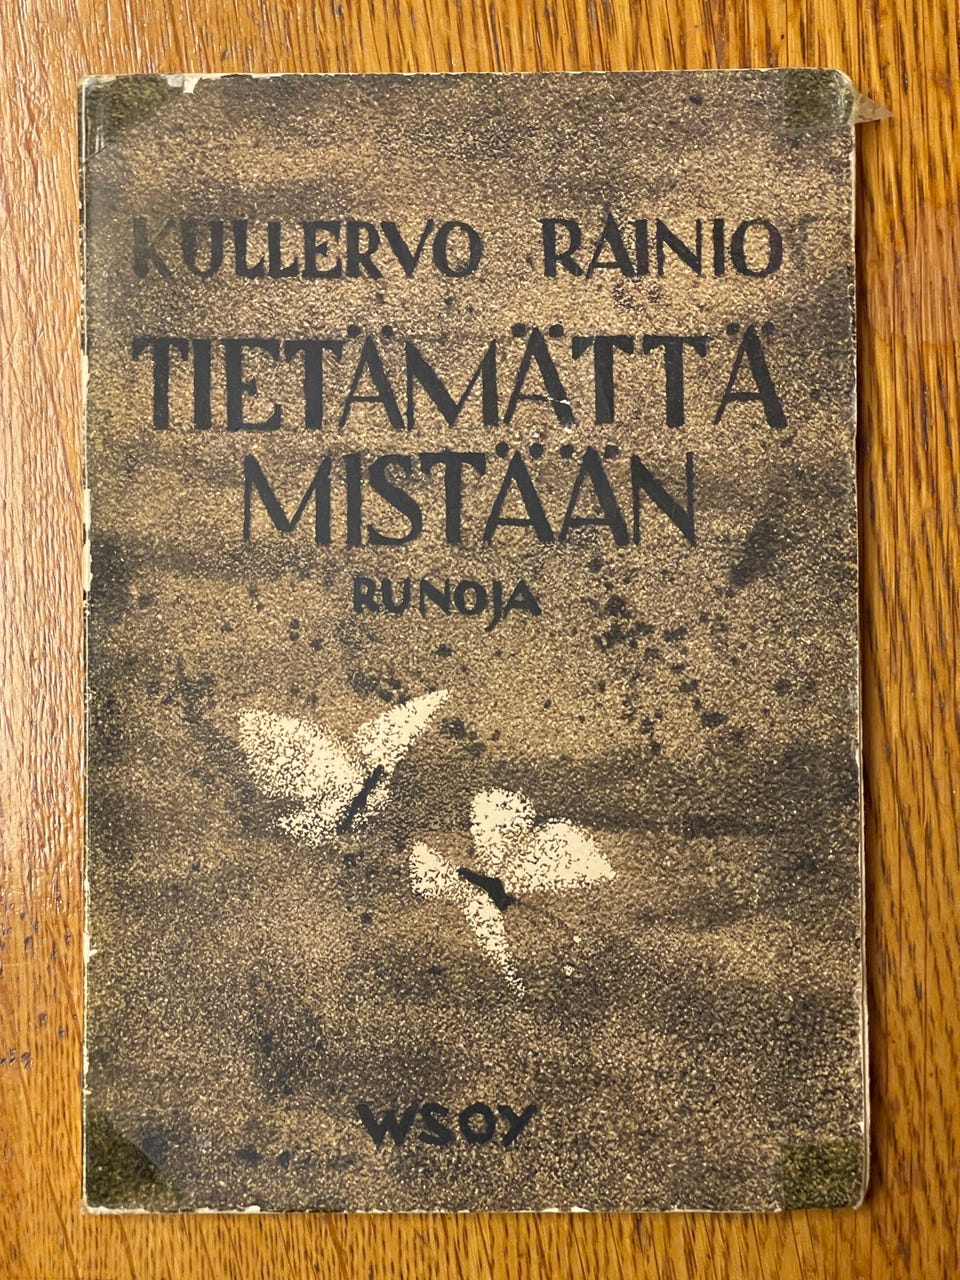 KULLERVO RAINIO
TIETÄMÄTTÄ
MISTÄÄN
RUNOJA
WSOY